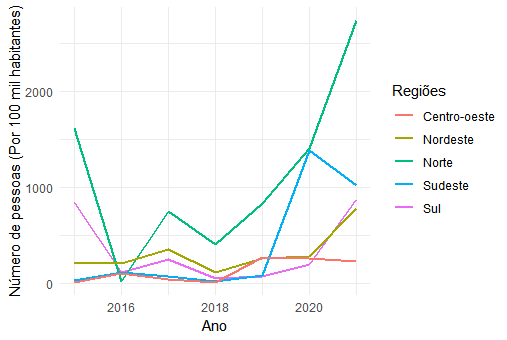 Número de pessoas (Por 100 mil habitantes)
2000
1000
0
2016
2018
2020
Ano
Regiões
Centro-oeste
Nordeste
Norte
Sudeste
Sul